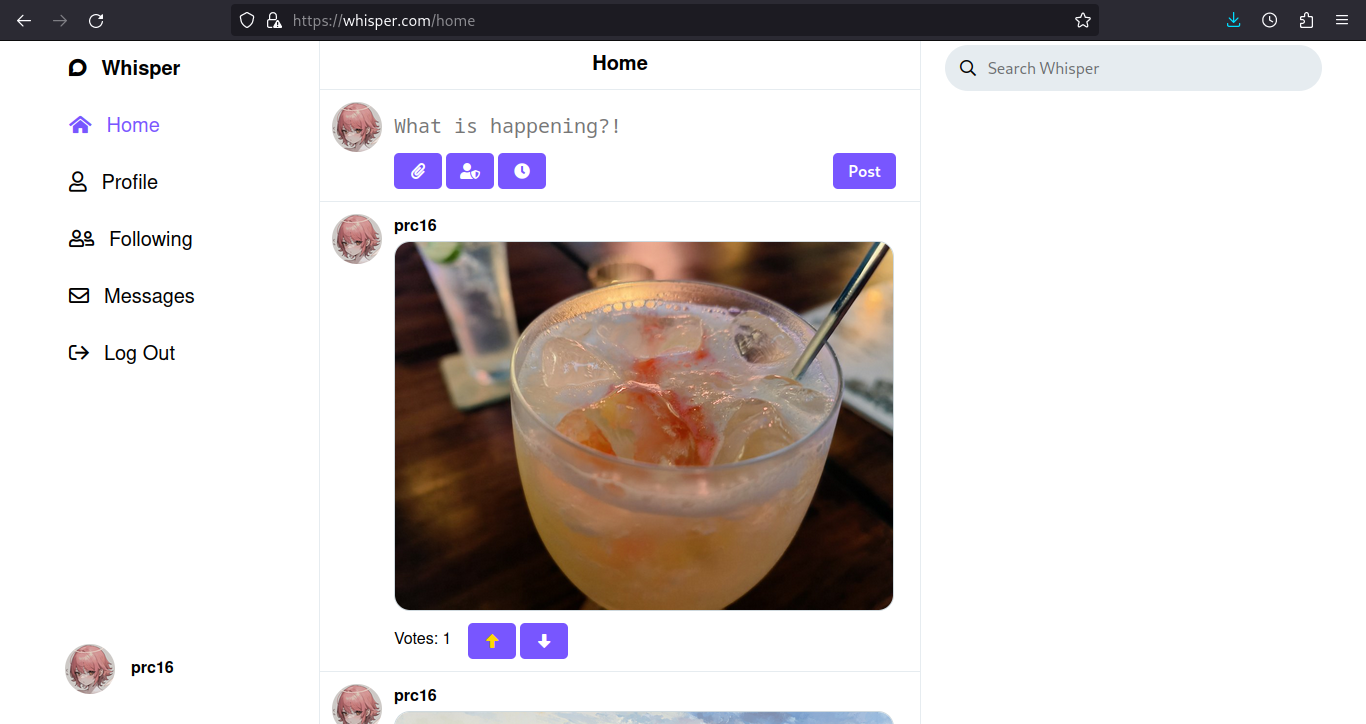 https://whisper.com/home
Whisper
Home
Profile
Following
Messages
Log Out
prc16
Home
What is happening?!
Post
prc16
Votes: 1
prc16
Search Whisper